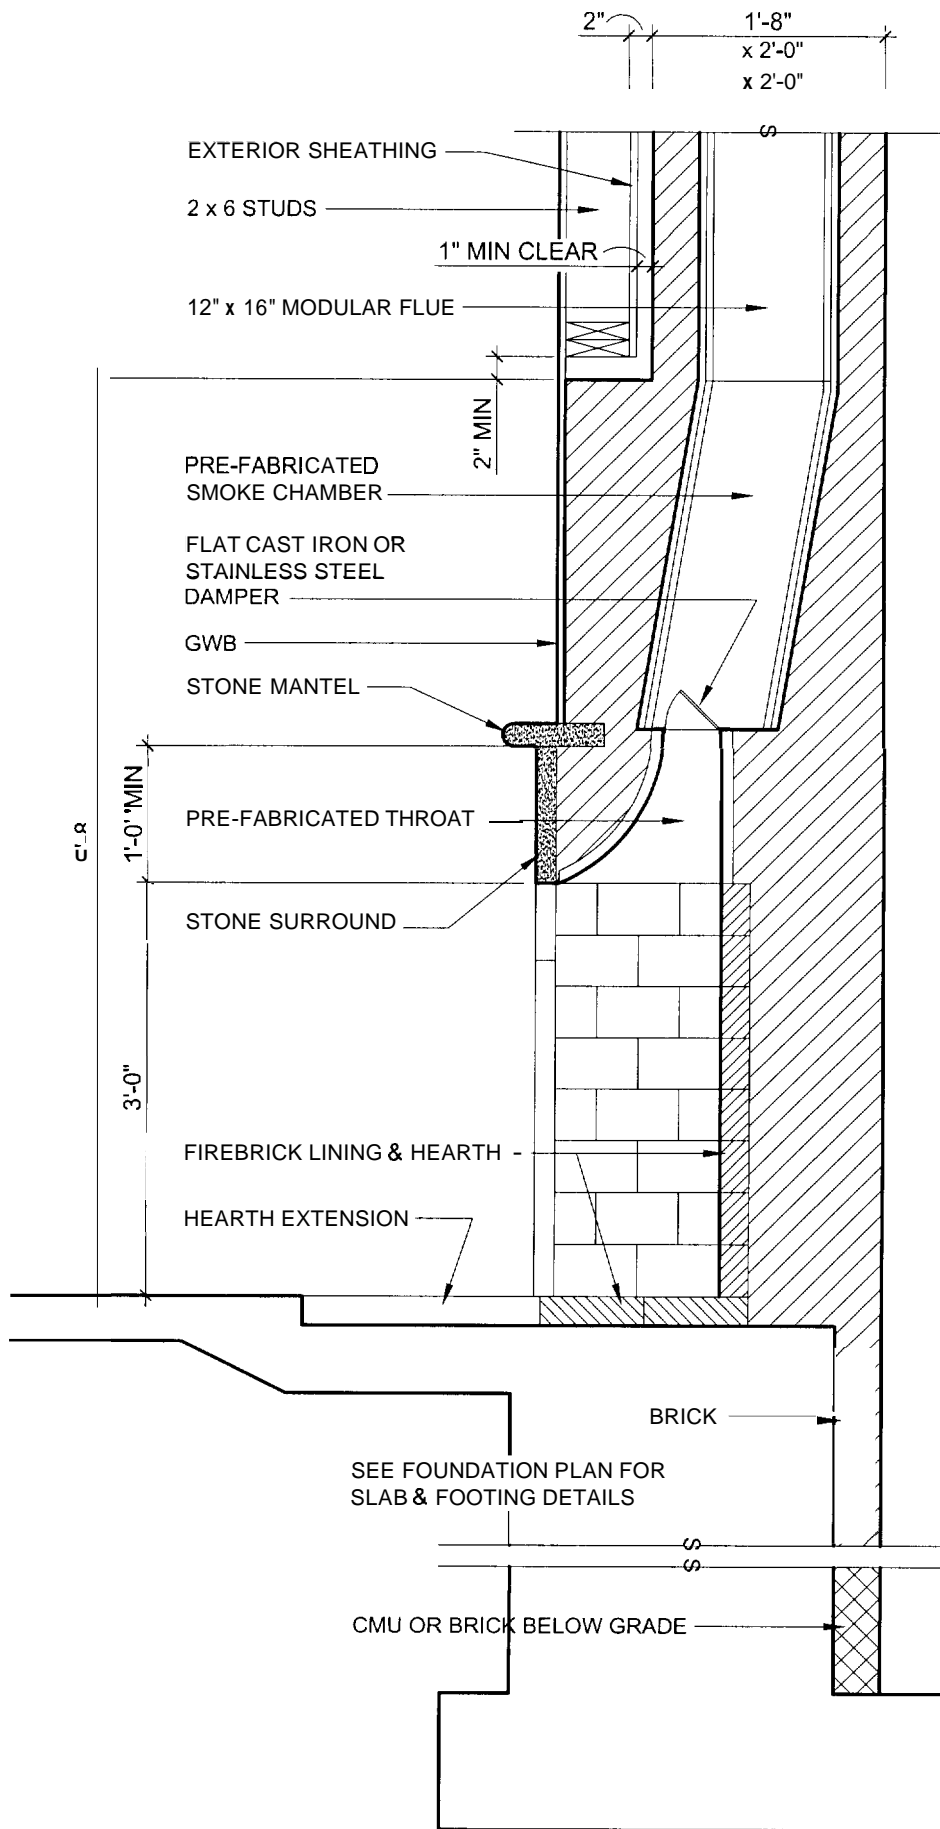 2" 1'-8"
x 2'-0"
x 2'-0"
EXTERIOR SHEATHING
2 x 6 STUDS
1" MIN CLEAR
12" x 16" MODULAR FLUE
2" MIN
PRE-FABRICATED
SMOKE CHAMBER
FLAT CAST IRON OR
STAINLESS STEEL
DAMPER
GWB
STONE MANTEL
1'-0" MIN
PRE-FABRICATED THROAT
STONE SURROUND
3'-0"
FIREBRICK LINING & HEARTH
HEARTH EXTENSION
BRICK
SEE FOUNDATION PLAN FOR
SLAB & FOOTING DETAILS
CMU OR BRICK BELOW GRADE